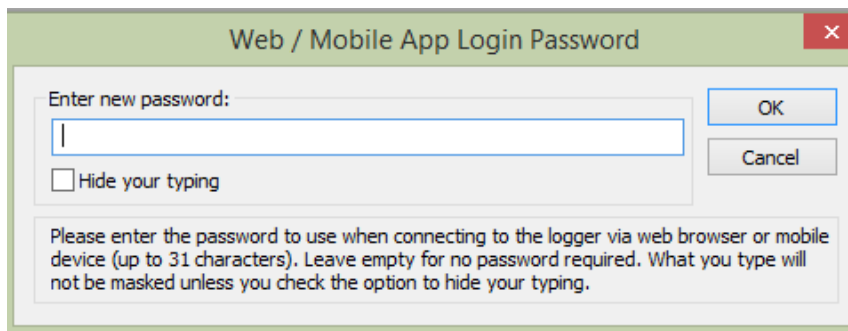 Web / Mobile App Login Password
Enter new password:
OK
Cancel
Hide your typing
Please enter the password to use when connecting to the logger via web browser or mobile
device (up to 31 characters). Leave empty for no password required. What you type will
not be masked unless you check the option to hide your typing.